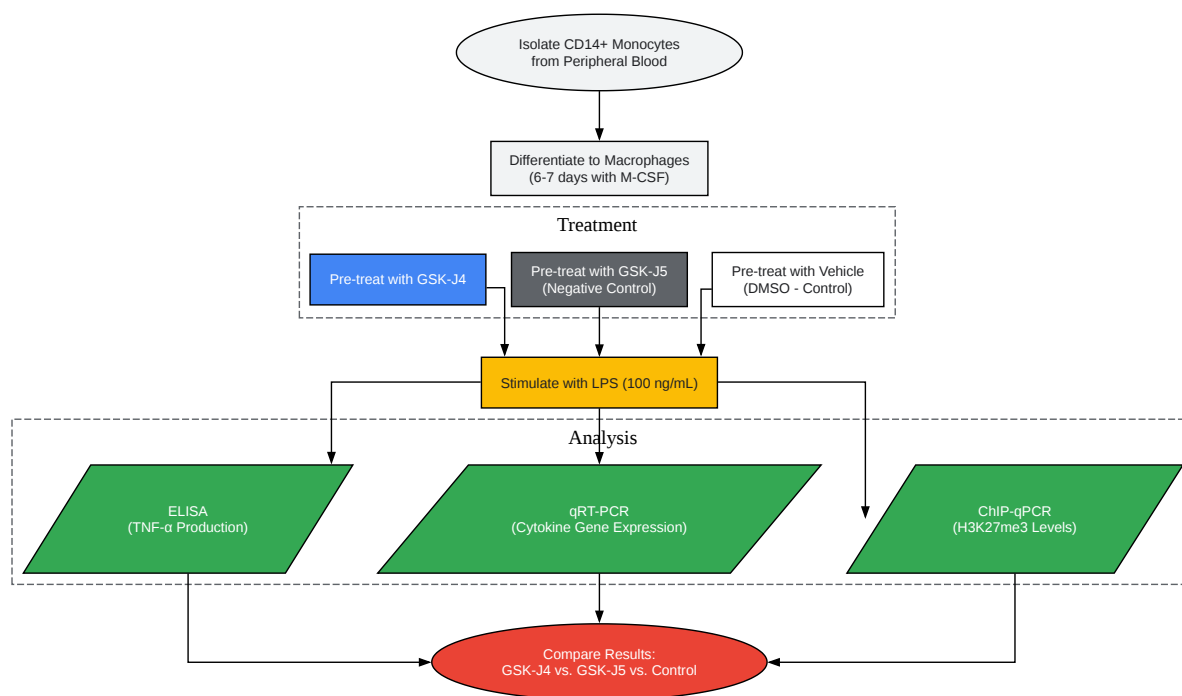 Isolate CD14+ Monocytes
from Peripheral Blood
Differentiate to Macrophages
(6-7 days with M-CSF)
Treatment
Pre-treat with GSK-J4
Pre-treat with GSK-J5
(Negative Control)
Pre-treat with Vehicle
(DMSO - Control)
Stimulate with LPS (100 ng/mL)
Analysis
ELISA
(TNF-α Production)
qRT-PCR
(Cytokine Gene Expression)
ChIP-qPCR
(H3K27me3 Levels)
Compare Results:
GSK-J4 vs. GSK-J5 vs. Control